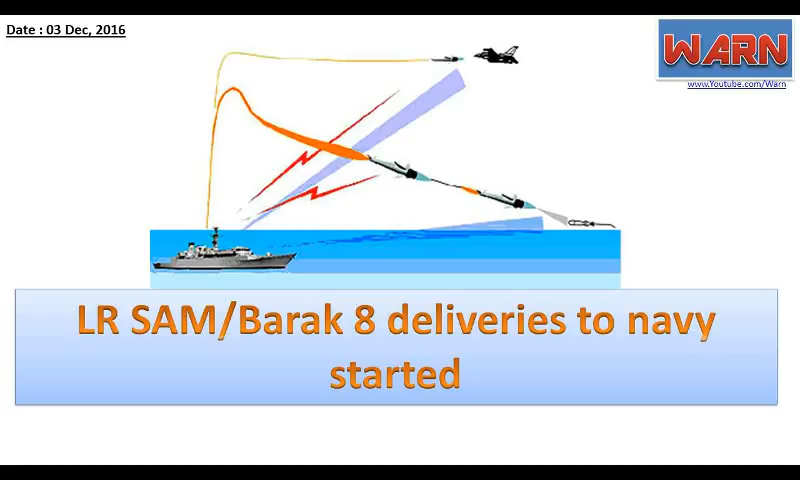 Date : 03 Dec, 2016
WARN
www.Youtube.com/Warn
LR SAM/Barak 8 deliveries to navy
started